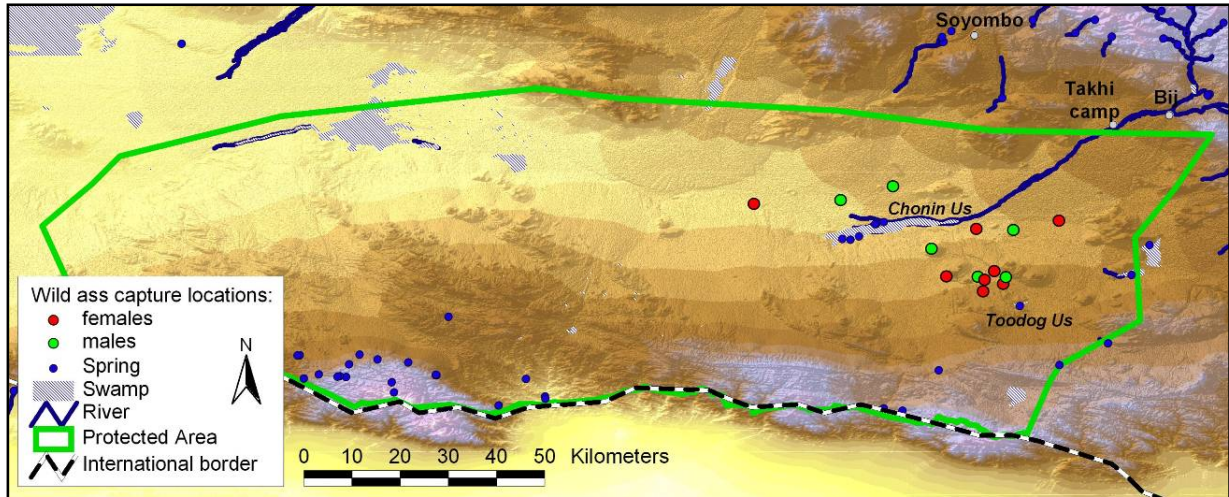 Soyombo
Takhi
camp
Bij
Chonin Us
Toodog Us
Wild ass capture locations:
females
males
Spring
Swamp
River
Protected Area
International border
N
0 10 20 30 40 50 Kilometers